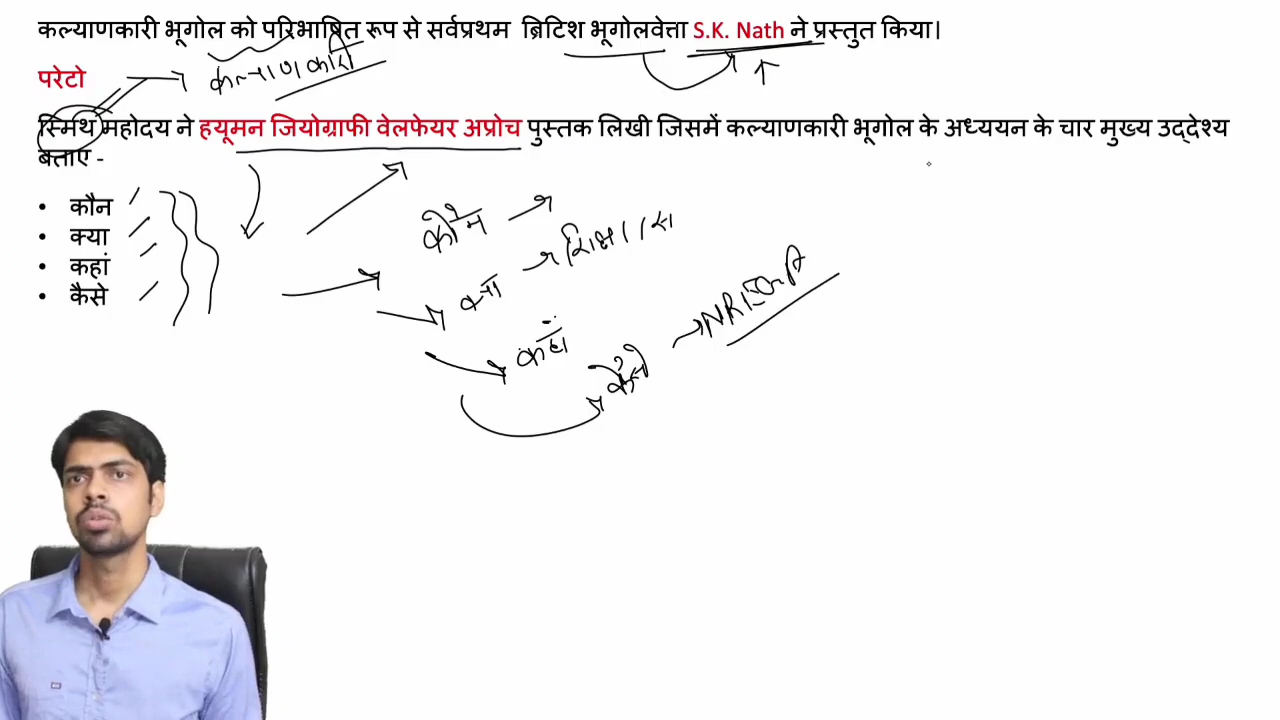 कल्याणकारी भूगोल को परिभाषित रूप से सर्वप्रथम ब्रिटिश भूगोलवेत्ता S.K. Nath ने प्रस्तुत किया।
परेटो
कल्याणकारी
स्मिथ महोदय ने हयूमन जियोग्राफी वेलफेयर अप्रोच पुस्तक लिखी जिसमें कल्याणकारी भूगोल के अध्ययन के चार मुख्य उद्देश्य
बताए -
• कौन
• क्या
• कहां
• कैसे
कौन
क्या
कहाँ
कैसे